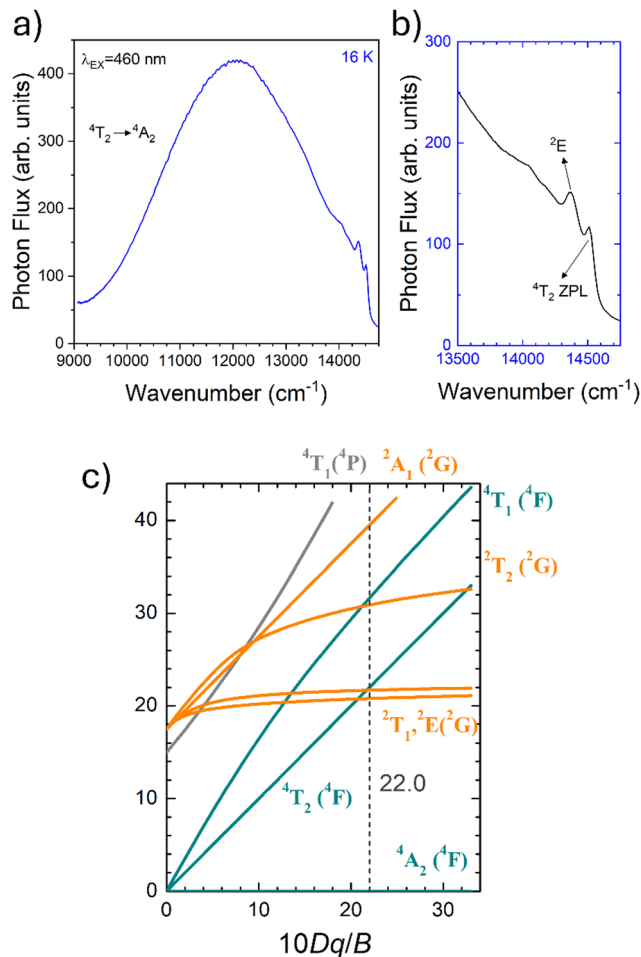 a)
λEX=460 nm
16 K
⁴T₂→⁴A₂
Photon Flux (arb. units)
400
300
200
100
0
9000 10000 11000 12000 13000 14000
Wavenumber (cm⁻¹)
b)
²E
⁴T₂ ZPL
Photon Flux (arb. units)
300
250
200
150
100
50
0
13500 14000 14500
Wavenumber (cm⁻¹)
c)
⁴T₁(⁴P) ²A₁ (²G)
⁴T₁ (⁴F)
²T₂ (²G)
²T₁,²E(²G)
⁴T₂ (⁴F)
22.0
⁴A₂ (⁴F)
40
30
20
10
0
0 10 20 30
10Dq/B